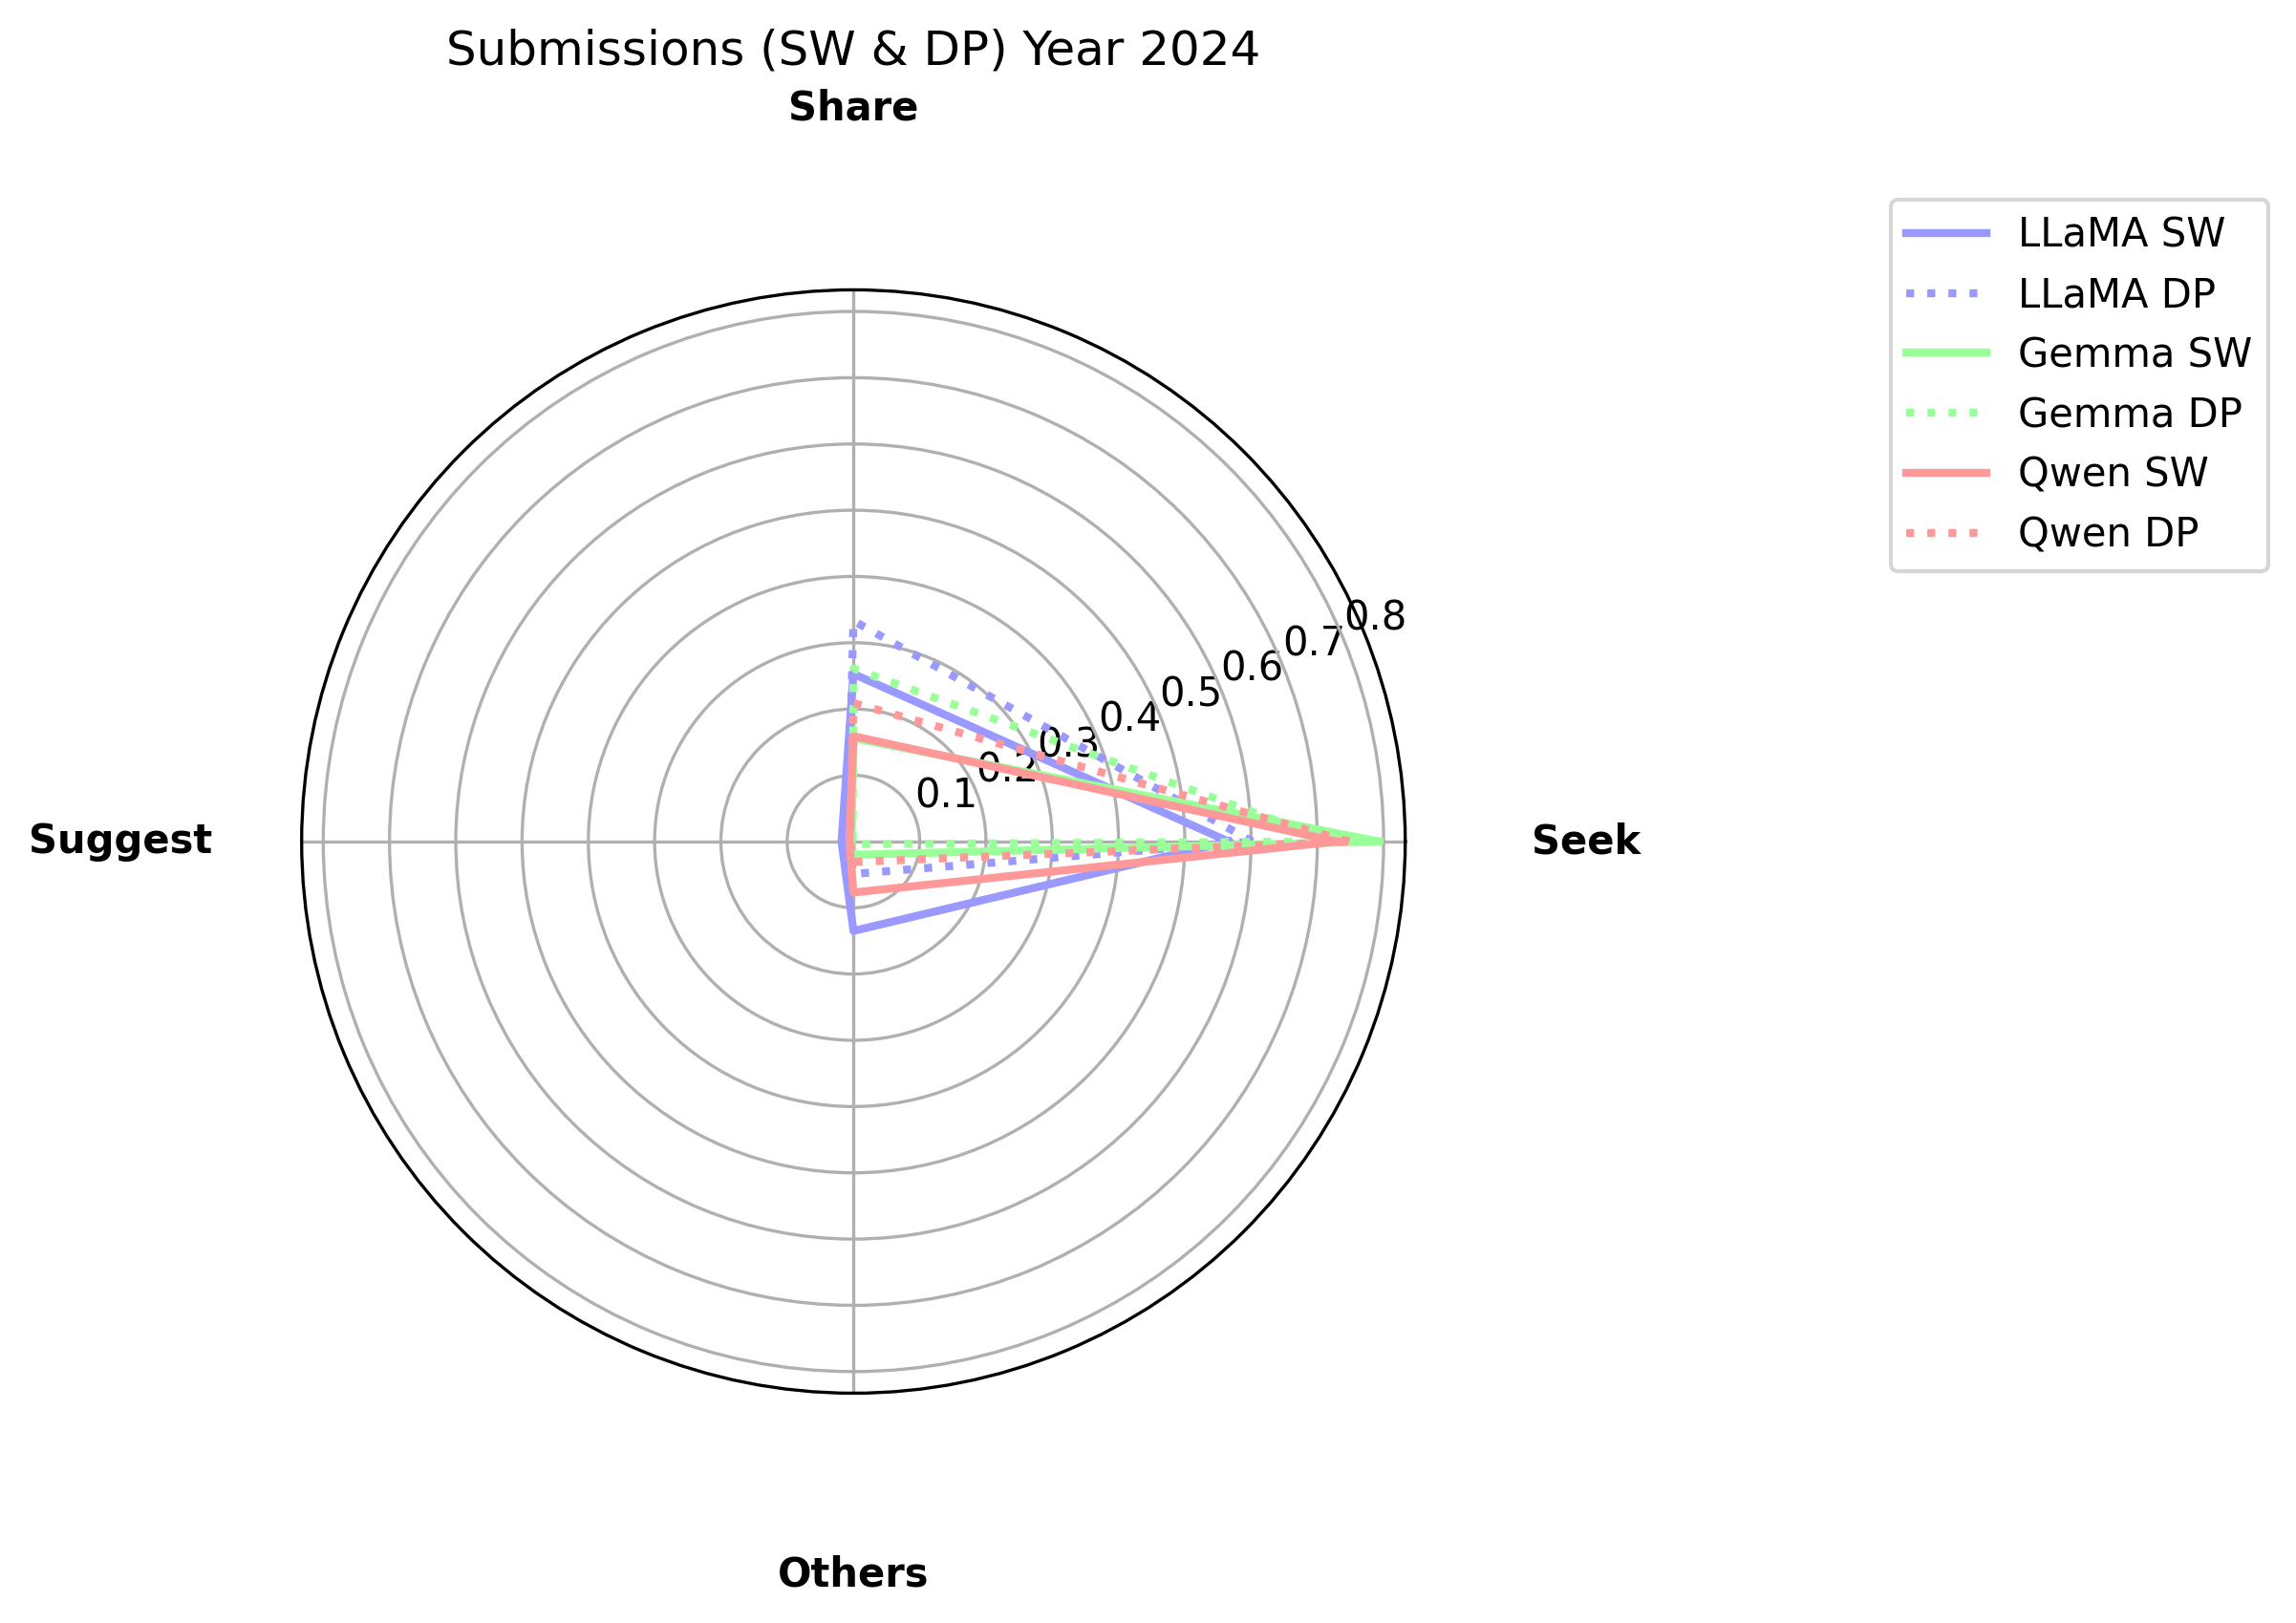 Submissions (SW & DP) Year 2024
Share
LLaMA SW
LLaMA DP
Gemma SW
Gemma DP
Qwen SW
Qwen DP
0.8
0.7
0.6
0.5
0.4
0.3
0.2
0.1
Suggest
Seek
Others